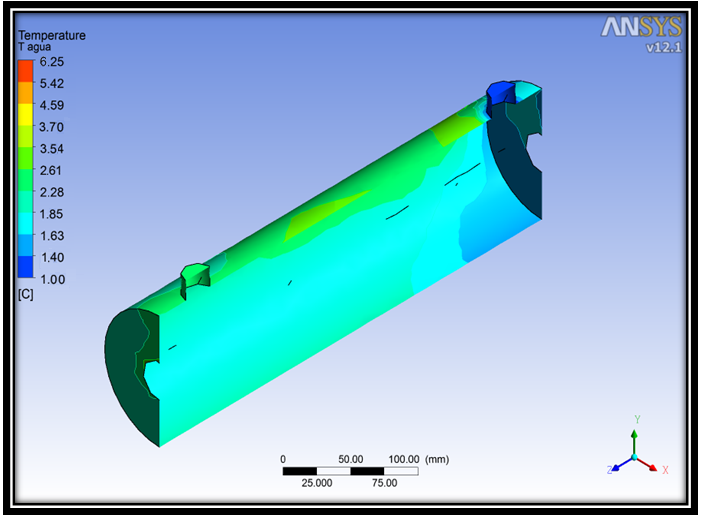 ANSYS
v12.1
Temperature
T agua
6.25
5.42
4.59
3.70
3.54
2.61
2.28
1.85
1.63
1.40
1.00
[C]
0 50.00 100.00 (mm)
25.000 75.00
Y
Z X